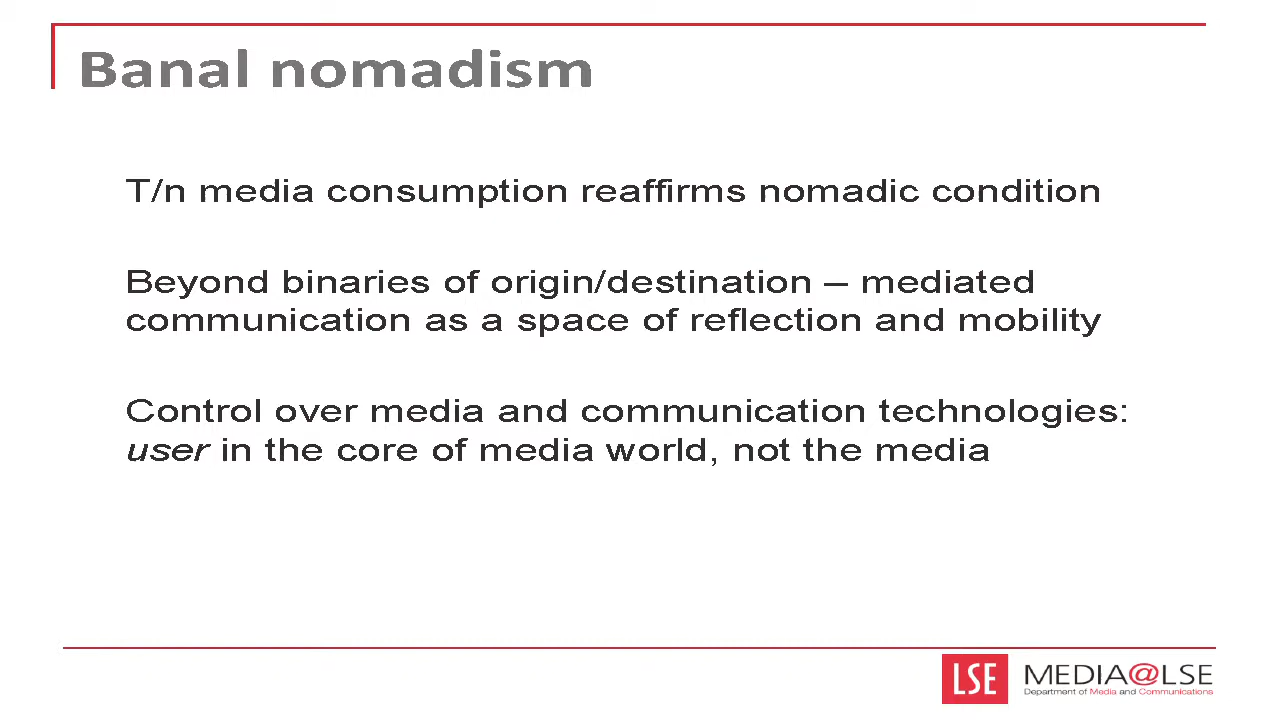 Banal nomadism
T/n media consumption reaffirms nomadic condition
Beyond binaries of origin/destination – mediated
communication as a space of reflection and mobility
Control over media and communication technologies:
user in the core of media world, not the media
LSE
MEDIA@LSE
Department of Media and Communications